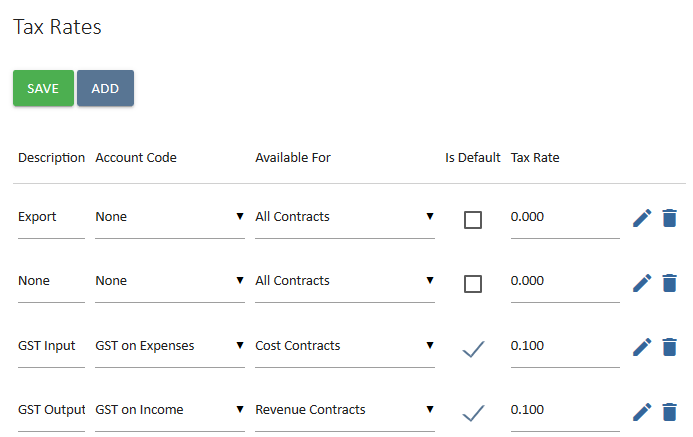 Tax Rates
SAVE ADD
Description Account Code Available For Is Default Tax Rate
Export None All Contracts 0.000
None None All Contracts 0.000
GST Input GST on Expenses Cost Contracts 0.100
GST Output GST on Income Revenue Contracts 0.100